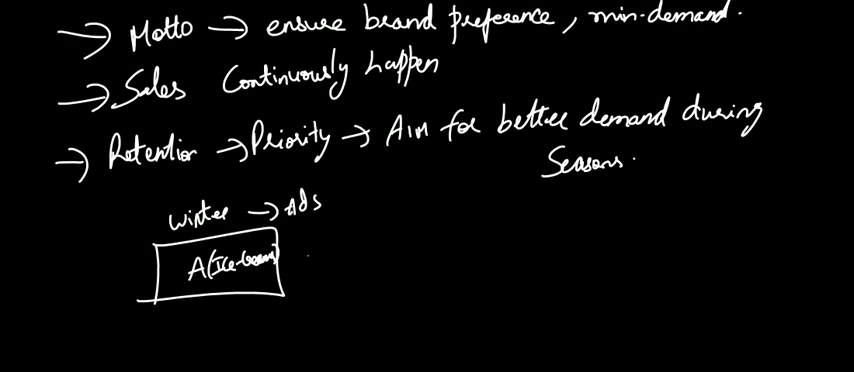 → Motto → ensure brand preference, min-demand.
→ Sales Continuously happen
→ Retention → Priority → Aim for better demand during
Seasons.
Winter → Ads
A(Ice-